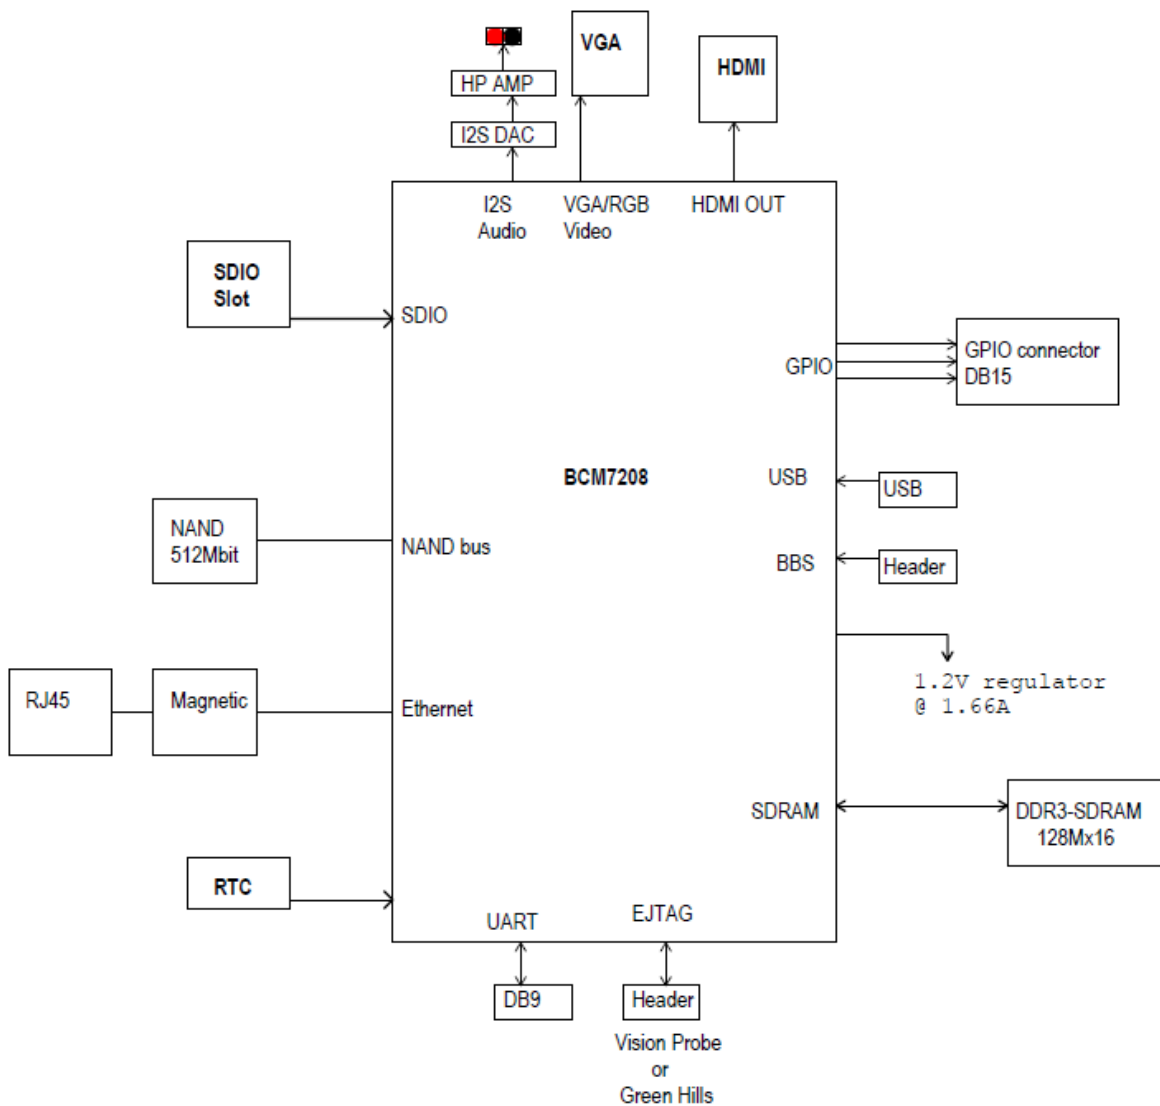 VGA
HDMI
HP AMP
I2S DAC
I2S
Audio
VGA/RGB
Video
HDMI OUT
SDIO
Slot
SDIO
GPIO
GPIO connector
DB15
BCM7208
USB
USB
NAND
512Mbit
NAND bus
BBS
Header
1.2V regulator
@ 1.66A
RJ45
Magnetic
Ethernet
SDRAM
DDR3-SDRAM
128Mx16
RTC
UART
EJTAG
DB9
Header
Vision Probe
or
Green Hills